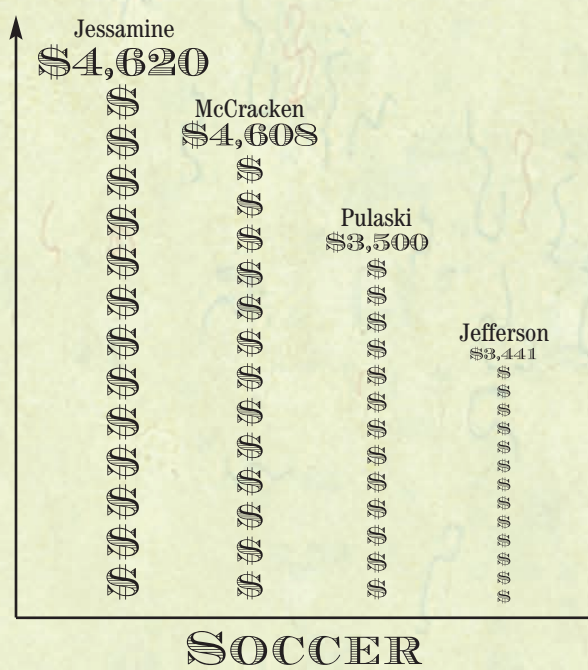 Jessamine
$4,620
McCracken
$4,608
Pulaski
$3,500
Jefferson
$3,441
$ $ $ $ $ $ $ $ $ $ $ $ $
$ $ $ $ $ $ $ $ $ $ $ $ $
$ $ $ $ $ $ $ $ $ $ $ $ $
$ $ $ $ $ $ $ $ $ $ $ $ $
SOCCER